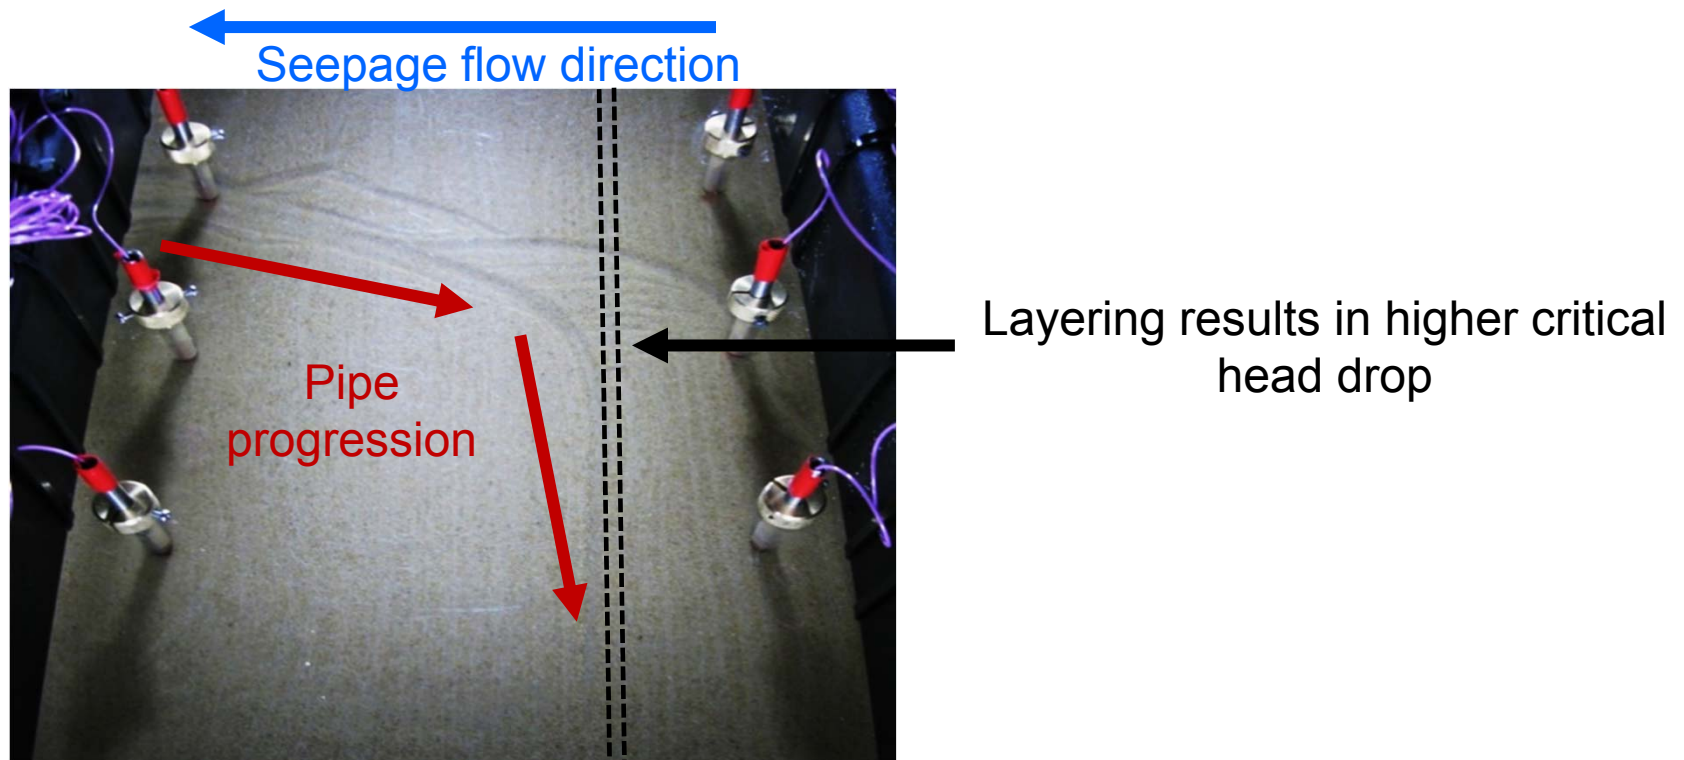 Seepage flow direction
Layering results in higher critical
head drop
Pipe
progression